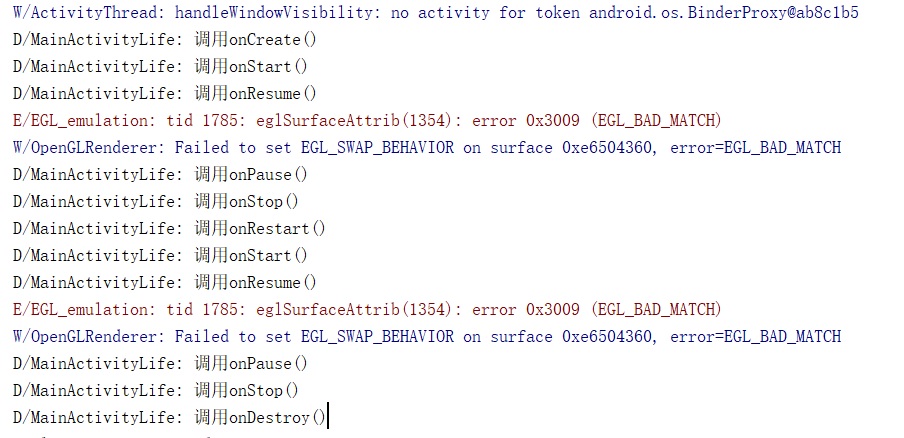 W/ActivityThread: handleWindowVisibility: no activity for token android.os.BinderProxy@ab8c1b5
D/MainActivityLife: 调用onCreate()
D/MainActivityLife: 调用onStart()
D/MainActivityLife: 调用onResume()
E/EGL_emulation: tid 1785: eglSurfaceAttrib(1354): error 0x3009 (EGL_BAD_MATCH)
W/OpenGLRenderer: Failed to set EGL_SWAP_BEHAVIOR on surface 0xe6504360, error=EGL_BAD_MATCH
D/MainActivityLife: 调用onPause()
D/MainActivityLife: 调用onStop()
D/MainActivityLife: 调用onRestart()
D/MainActivityLife: 调用onStart()
D/MainActivityLife: 调用onResume()
E/EGL_emulation: tid 1785: eglSurfaceAttrib(1354): error 0x3009 (EGL_BAD_MATCH)
W/OpenGLRenderer: Failed to set EGL_SWAP_BEHAVIOR on surface 0xe6504360, error=EGL_BAD_MATCH
D/MainActivityLife: 调用onPause()
D/MainActivityLife: 调用onStop()
D/MainActivityLife: 调用onDestroy()